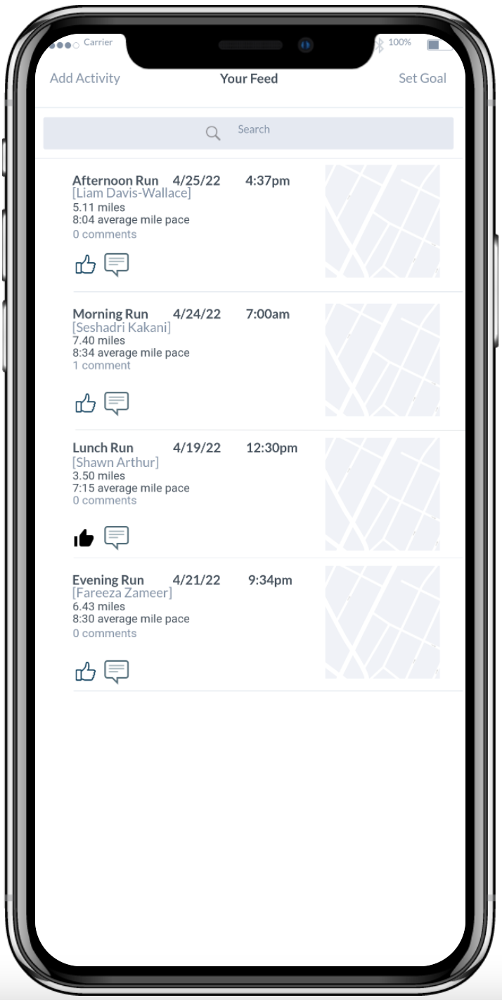 Carrier 100%
Add Activity Your Feed Set Goal
Search
Afternoon Run 4/25/22 4:37pm
[Liam Davis-Wallace]
5.11 miles
8:04 average mile pace
0 comments
Morning Run 4/24/22 7:00am
[Seshadri Kakani]
7.40 miles
8:34 average mile pace
1 comment
Lunch Run 4/19/22 12:30pm
[Shawn Arthur]
3.50 miles
7:15 average mile pace
0 comments
Evening Run 4/21/22 9:34pm
[Fareeza Zameer]
6.43 miles
8:30 average mile pace
0 comments